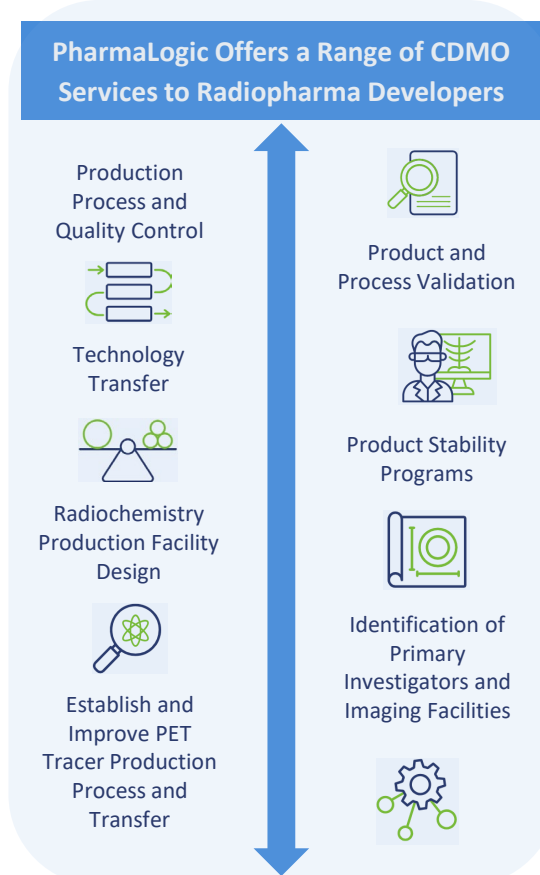 PharmaLogic Offers a Range of CDMO
Services to Radiopharma Developers
Production
Process and
Quality Control
Technology
Transfer
Radiochemistry
Production Facility
Design
Establish and
Improve PET
Tracer Production
Process and
Transfer
Product and
Process Validation
Product Stability
Programs
Identification of
Primary
Investigators and
Imaging Facilities